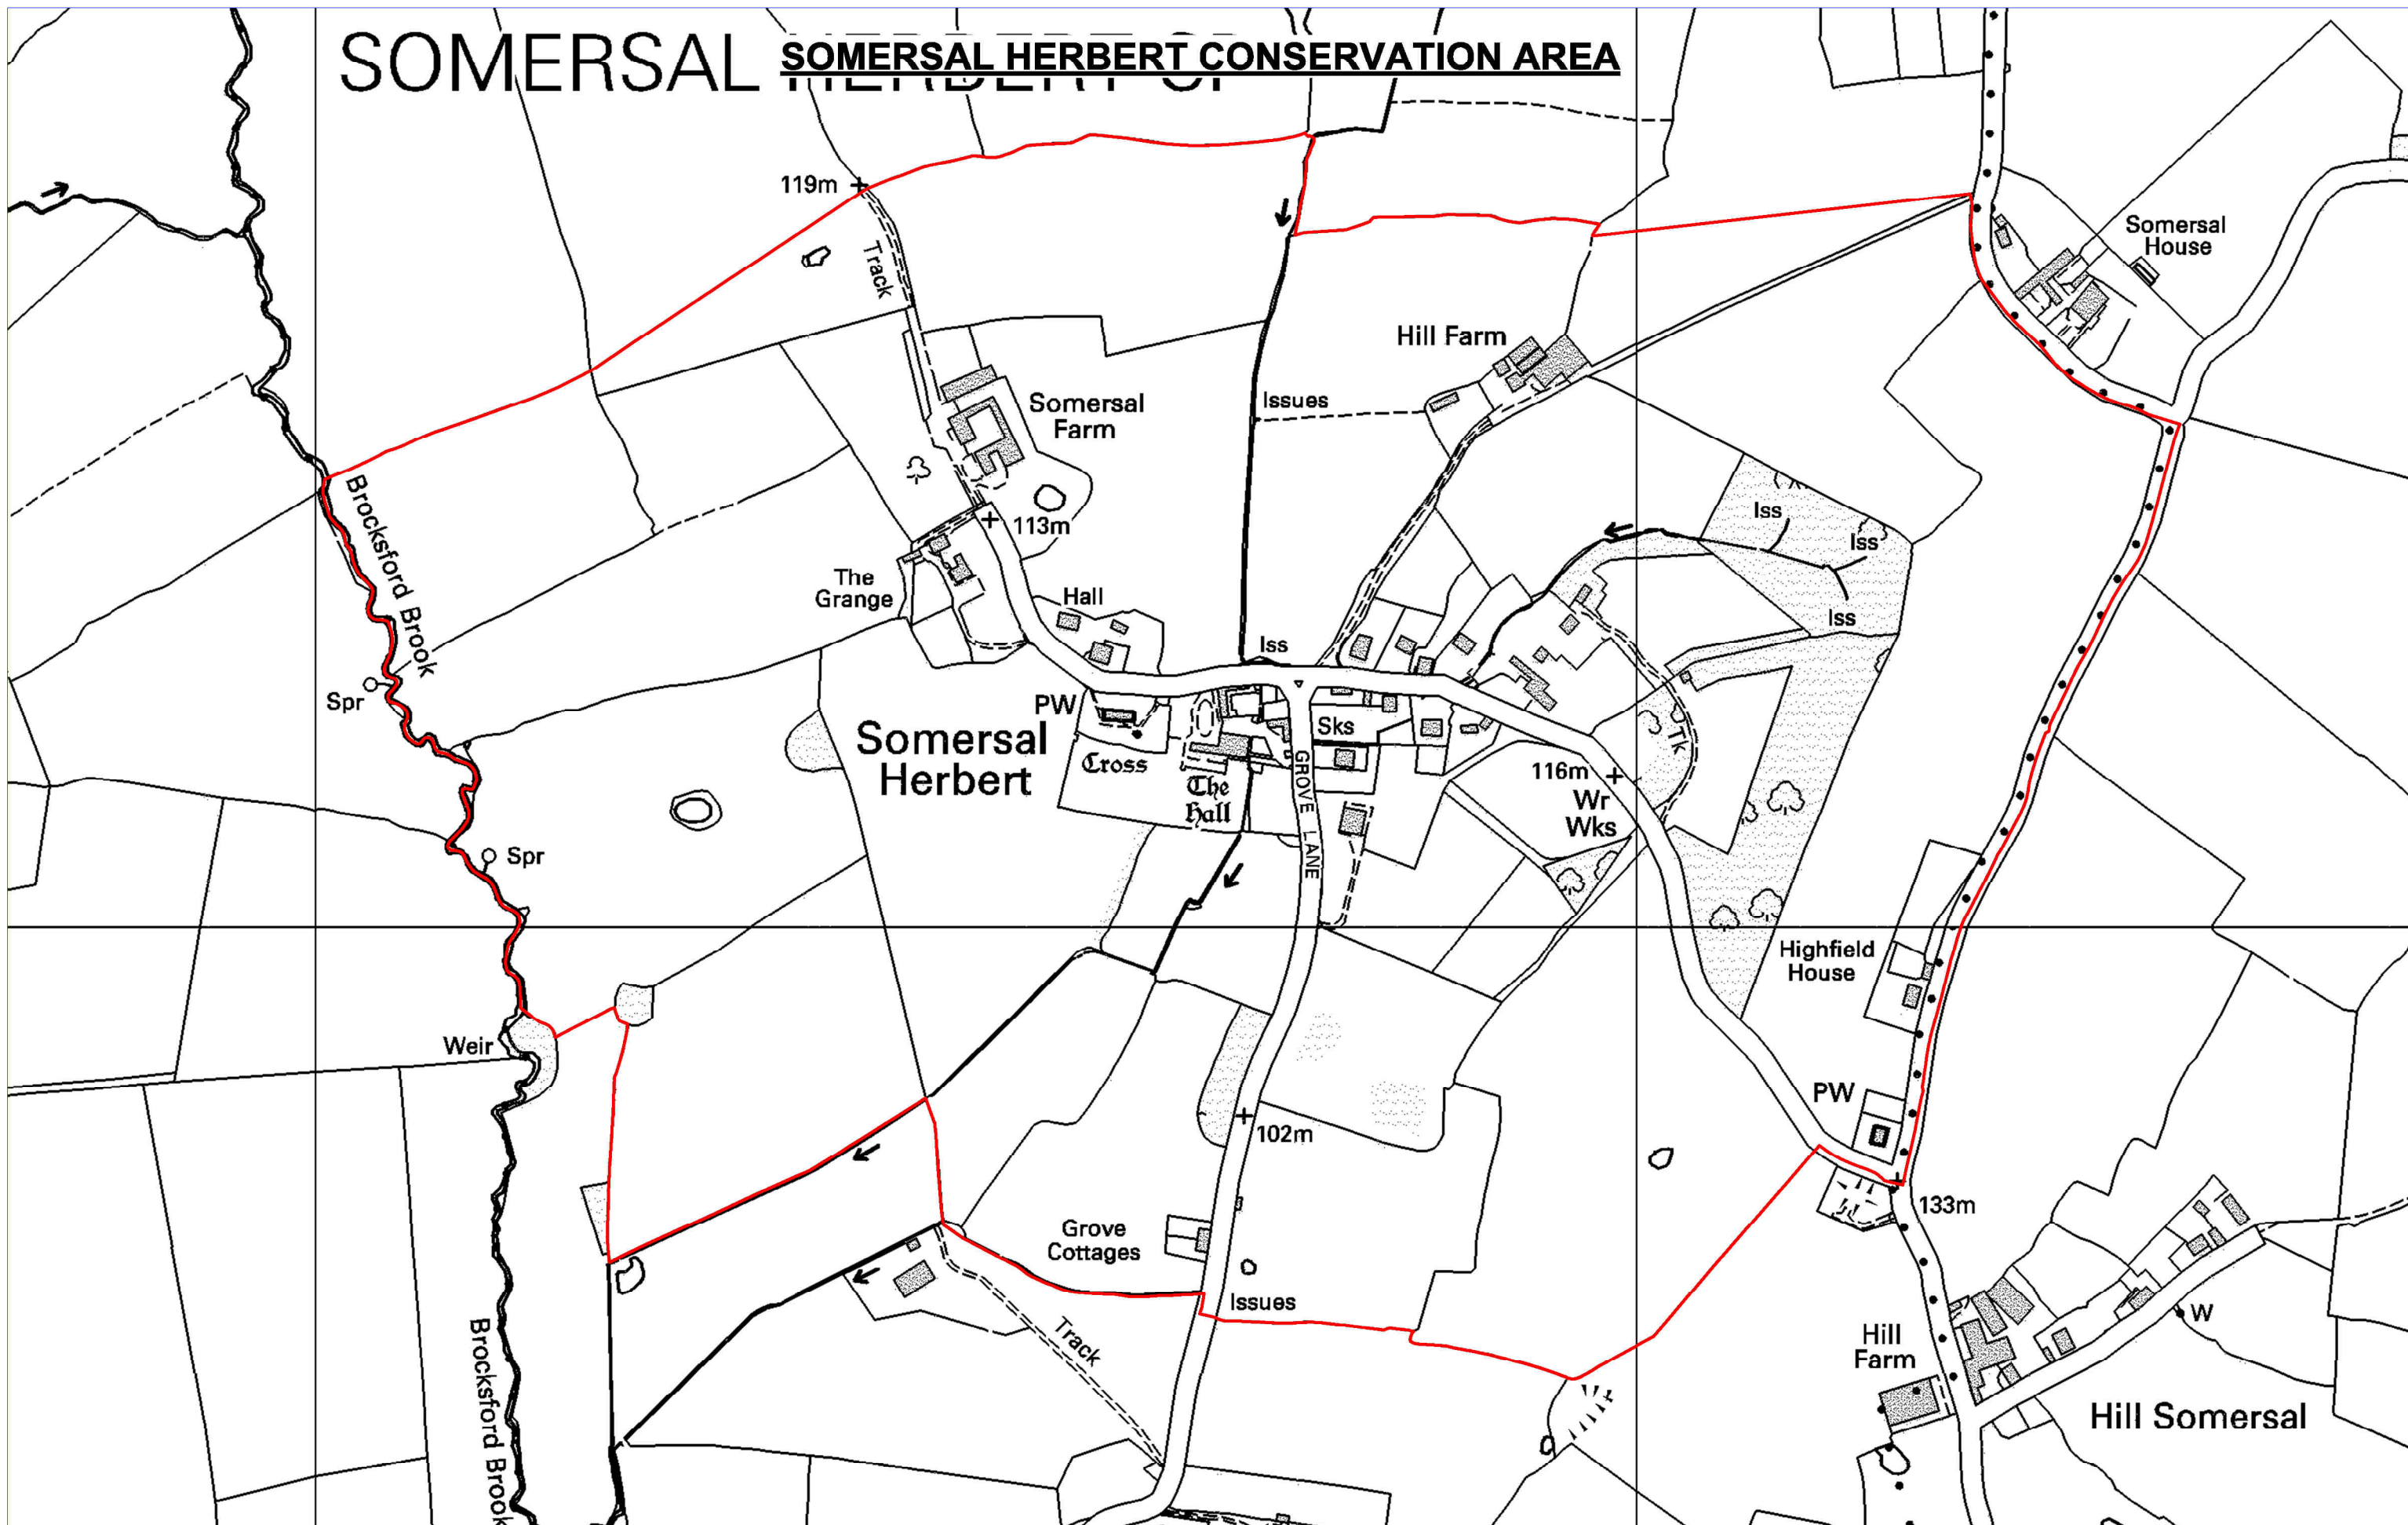 SOMERSAL HERBERT CP
SOMERSAL HERBERT CONSERVATION AREA
119m
Track
Somersal
House
Hill Farm
Issues
Somersal
Farm
Brocksford Brook
113m
Iss
Iss
Iss
The
Grange
Hall
Iss
Spr
PW
Sks
Tk
Somersal
Herbert
Cross
The
Hall
GROVE LANE
116m
Wr
Wks
Spr
Highfield
House
Weir
PW
102m
133m
Grove
Cottages
Issues
Track
W
Hill
Farm
Brocksford Brook
Hill Somersal